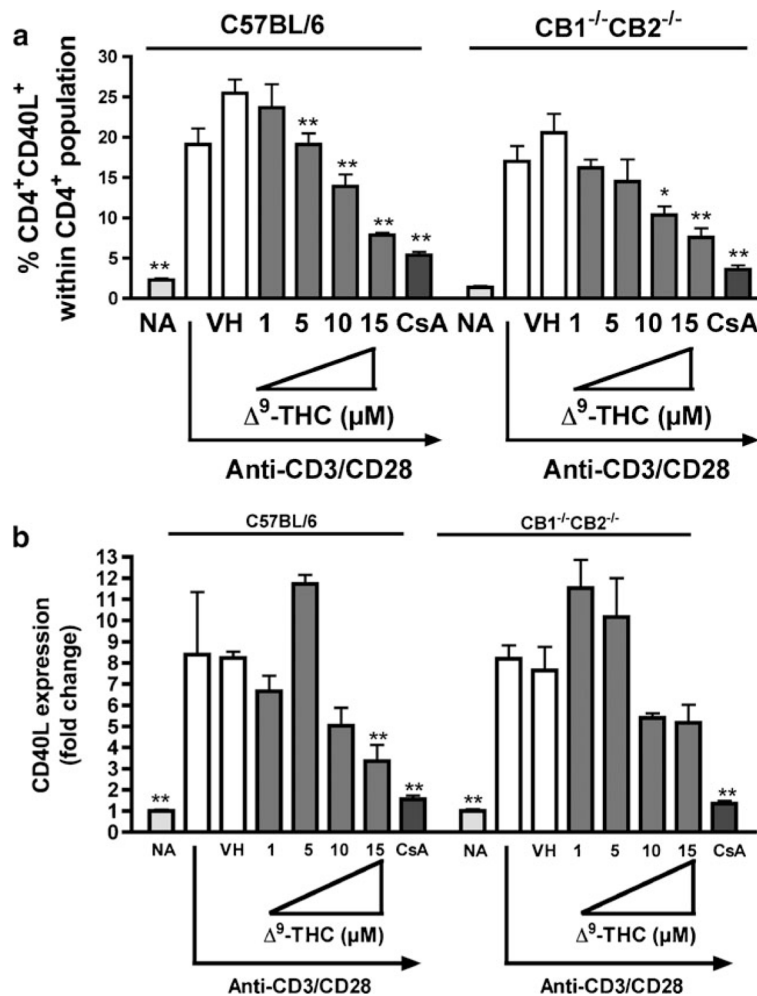 a
C57BL/6 CB1⁻/⁻CB2⁻/⁻
% CD4⁺CD40L⁺
within CD4⁺ population
30
25
20
15
10
5
0
** ** ** ** ** * ** **
NA VH 1 5 10 15 CsA NA VH 1 5 10 15 CsA
Δ⁹-THC (μM) Δ⁹-THC (μM)
Anti-CD3/CD28 Anti-CD3/CD28
b
C57BL/6 CB1⁻/⁻CB2⁻/⁻
CD40L expression
(fold change)
13
12
11
10
9
8
7
6
5
4
3
2
1
0
** ** ** ** **
NA VH 1 5 10 15 CsA NA VH 1 5 10 15 CsA
Δ⁹-THC (μM) Δ⁹-THC (μM)
Anti-CD3/CD28 Anti-CD3/CD28